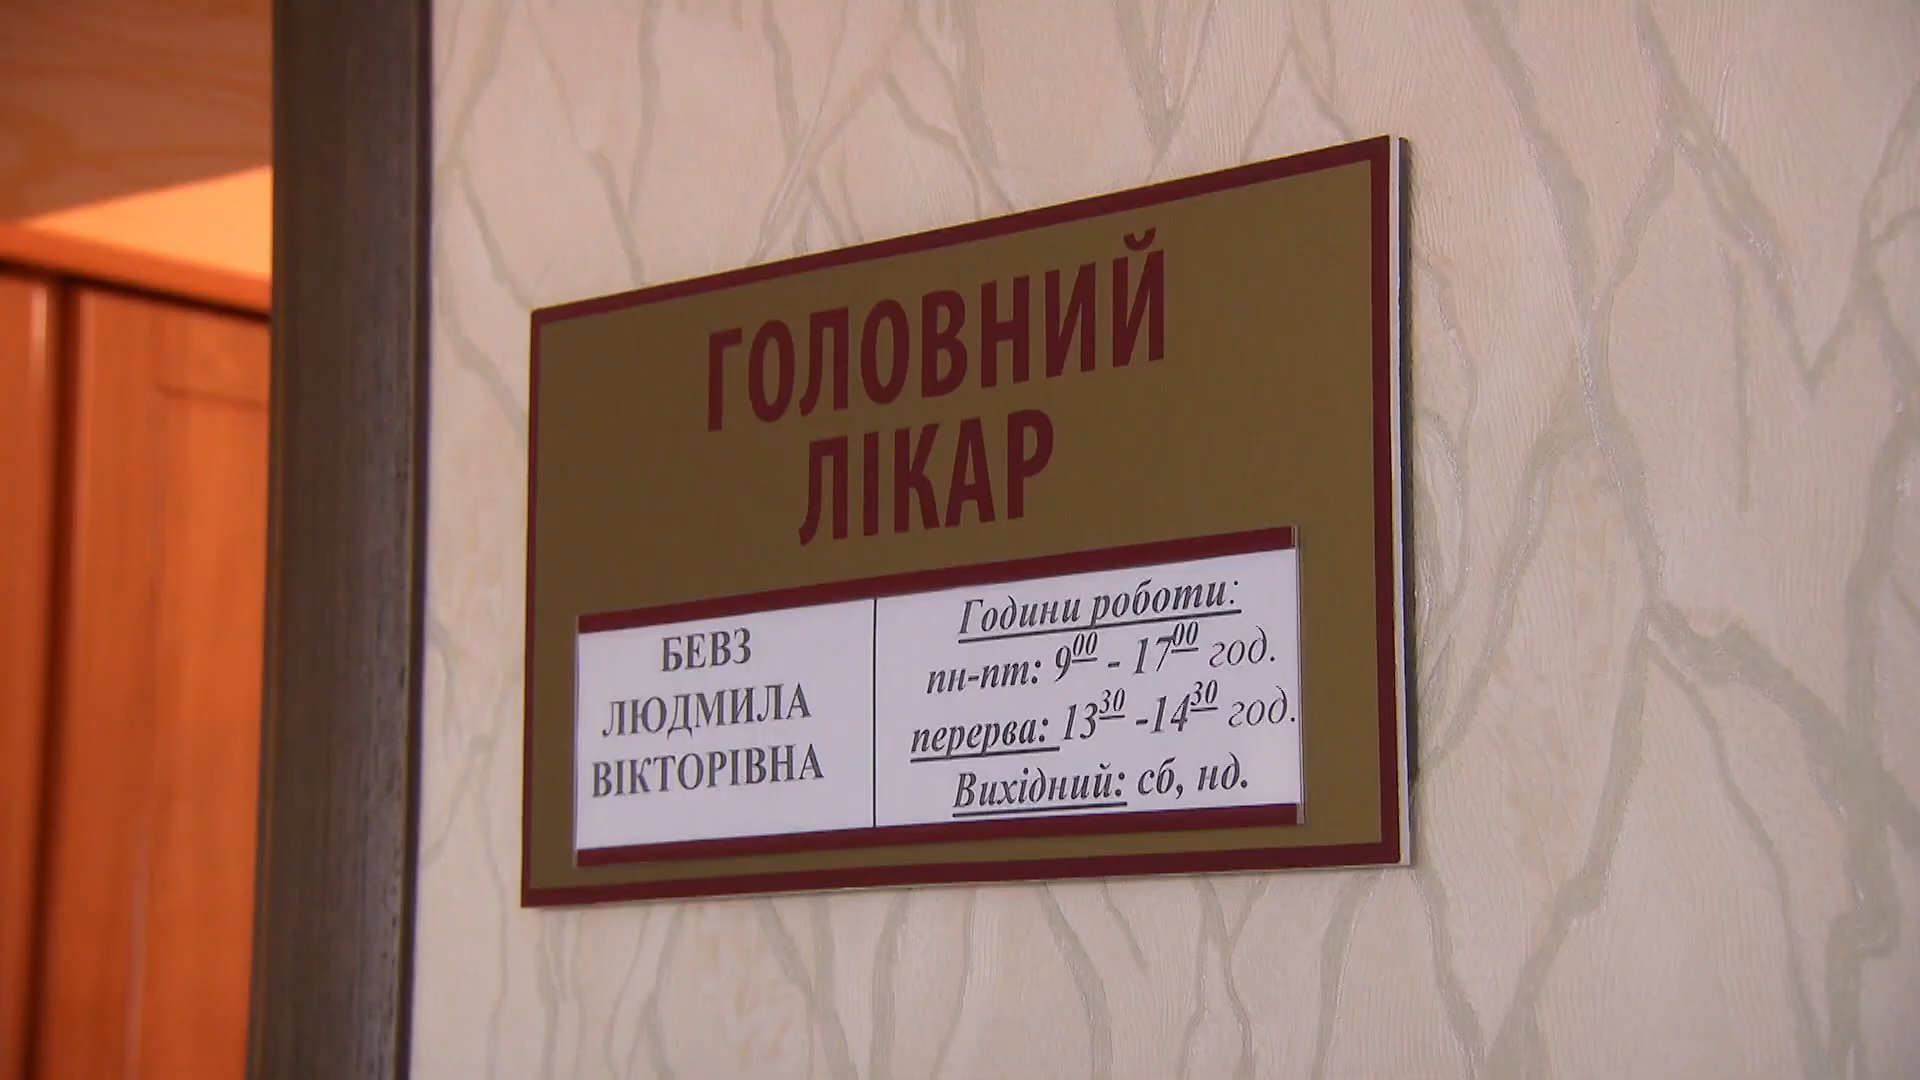 ГОЛОВНИЙ
ЛІКАР
БЕВЗ
ЛЮДМИЛА
ВІКТОРІВНА
Години роботи:
пн-пт: 9⁰⁰ - 17⁰⁰ год.
перерва: 13³⁰ -14³⁰ год.
Вихідний: сб, нд.